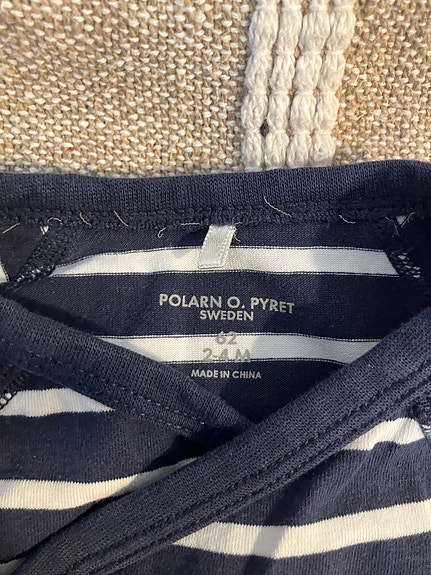 POLARN O. PYRET
SWEDEN
62
2-4 M
MADE IN CHINA